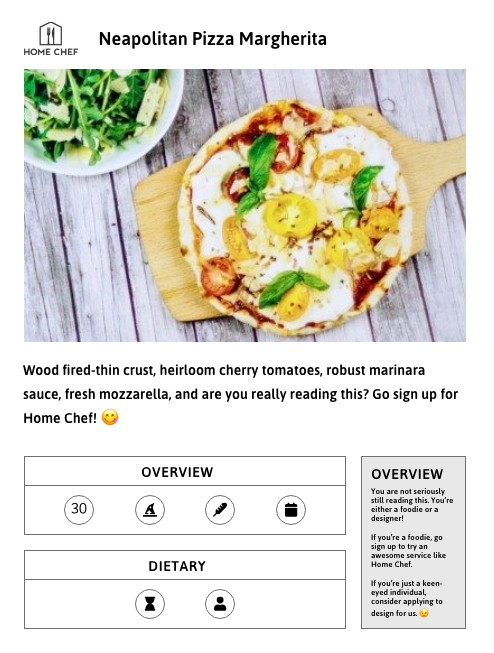 HOME CHEF
Neapolitan Pizza Margherita
Wood fired-thin crust, heirloom cherry tomatoes, robust marinara
sauce, fresh mozzarella, and are you really reading this? Go sign up for
Home Chef! 😋
OVERVIEW
30
DIETARY
OVERVIEW
You are not seriously
still reading this. You're
either a foodie or a
designer!
If you're a foodie, go
sign up to try an
awesome service like
Home Chef.
If you're just a keen-
eyed individual,
consider applying to
design for us. 😉